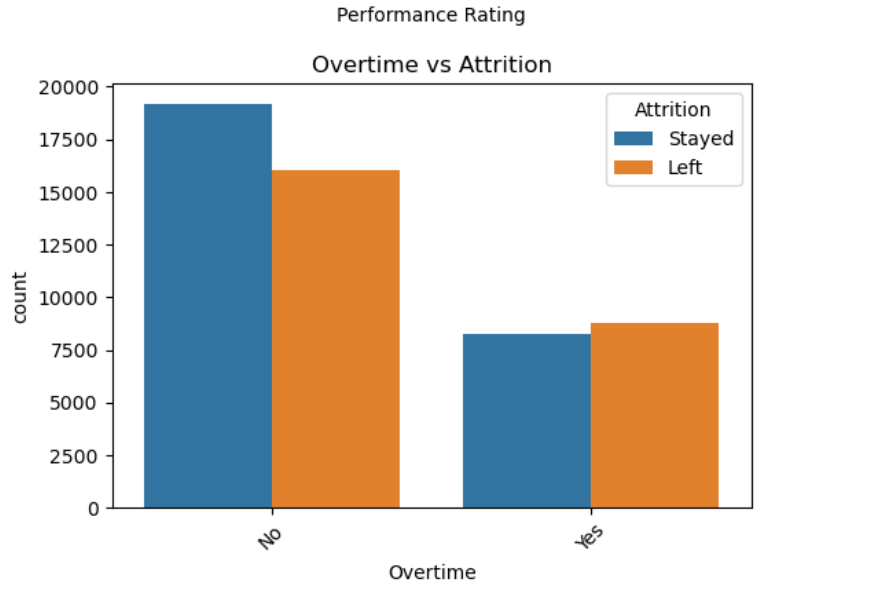 Performance Rating
Overtime vs Attrition
20000
17500
15000
12500
10000
7500
5000
2500
0
count
Attrition
Stayed
Left
No
Yes
Overtime